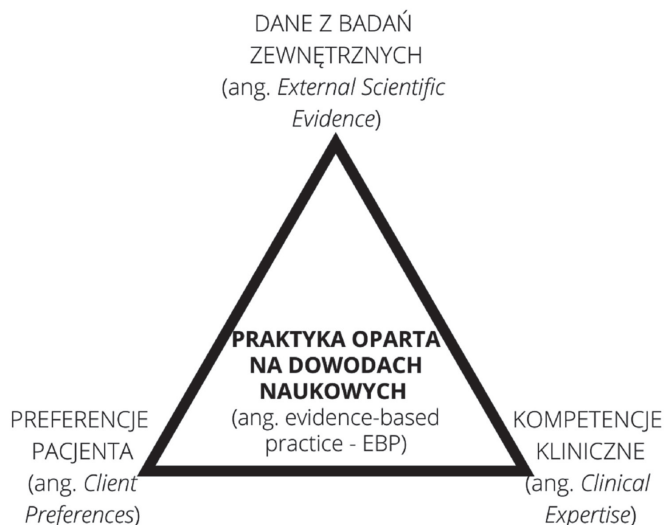 DANE Z BADAŃ
ZEWNĘTRZNYCH
(ang. External Scientific
Evidence)
PRAKTYKA OPARTA
NA DOWODACH
NAUKOWYCH
(ang. evidence-based
practice - EBP)
PREFERENCJE
PACJENTA
(ang. Client
Preferences)
KOMPETENCJE
KLINICZNE
(ang. Clinical
Expertise)